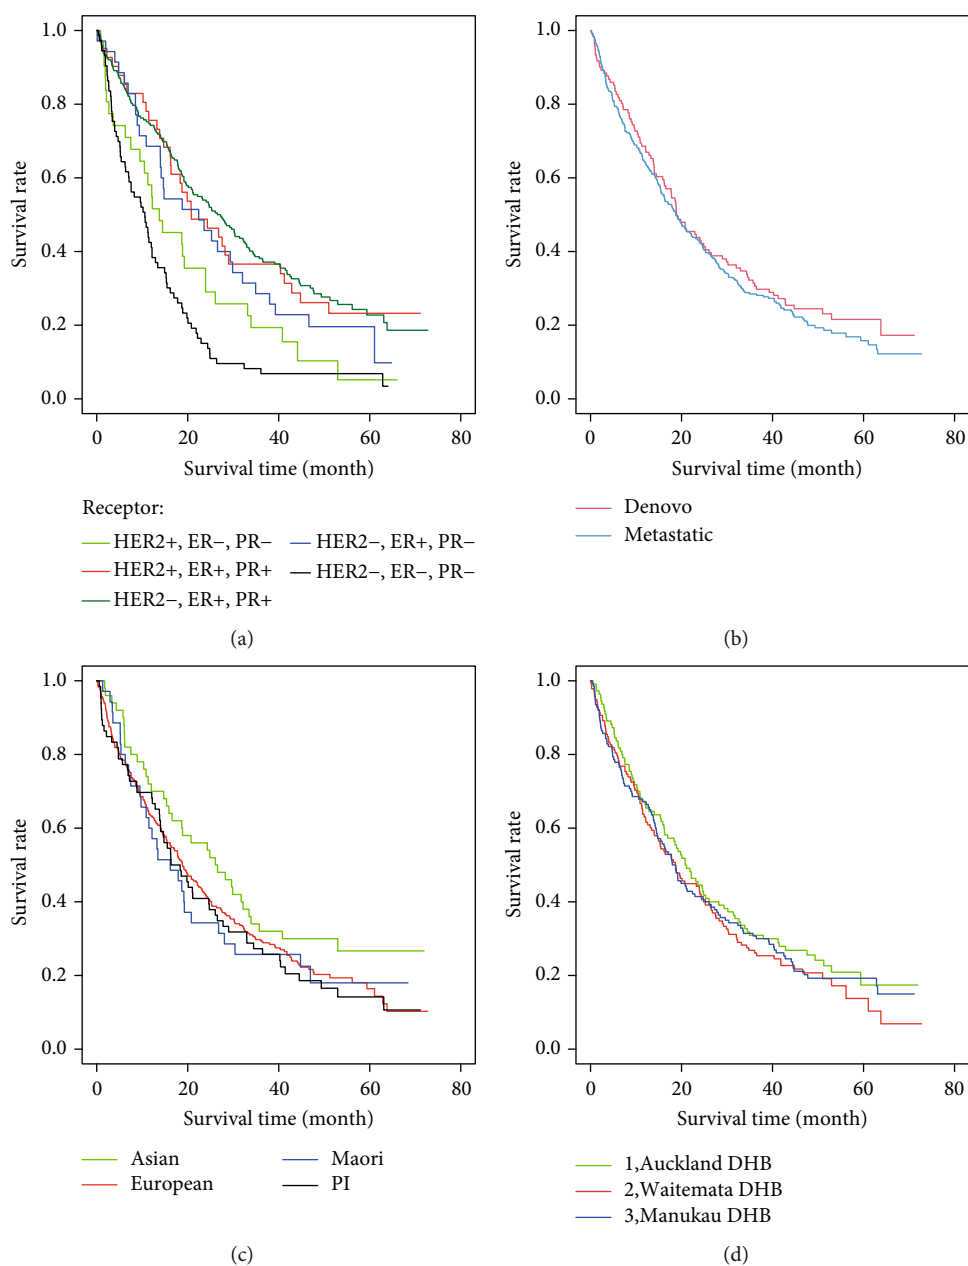 1.0
0.8
0.6
0.4
0.2
0.0
Survival rate
0 20 40 60 80
Survival time (month)
Receptor:
HER2+, ER−, PR−
HER2−, ER+, PR−
HER2+, ER+, PR+
HER2−, ER−, PR−
HER2−, ER+, PR+
(a)
1.0
0.8
0.6
0.4
0.2
0.0
Survival rate
0 20 40 60 80
Survival time (month)
Denovo
Metastatic
(b)
1.0
0.8
0.6
0.4
0.2
0.0
Survival rate
0 20 40 60 80
Survival time (month)
Asian
Maori
European
PI
(c)
1.0
0.8
0.6
0.4
0.2
0.0
Survival rate
0 20 40 60 80
Survival time (month)
1,Auckland DHB
2,Waitemata DHB
3,Manukau DHB
(d)